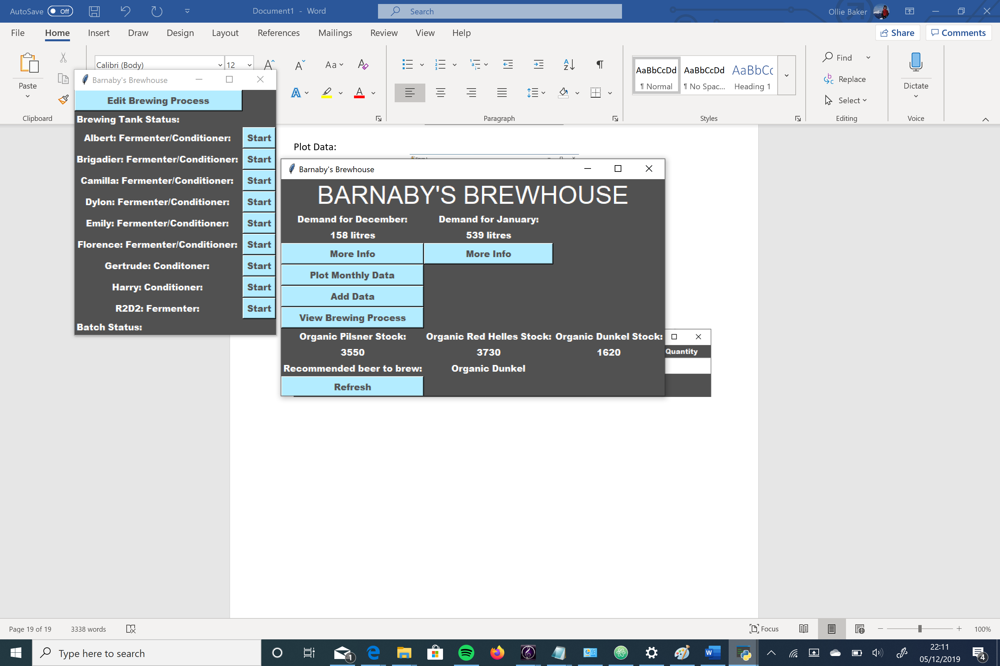 AutoSave Off
Document1 - Word
Search
Ollie Baker
File Home Insert Draw Design Layout References Mailings Review View Help
Share Comments
Paste
Clipboard
Calibri (Body) 12
Aa
Paragraph
AaBbCcDd AaBbCcDd AaBbCc
¶ Normal ¶ No Spac... Heading 1
Styles
Find
Replace
Select
Editing
Dictate
Voice
Barnaby's Brewhouse
Edit Brewing Process
Brewing Tank Status:
Albert: Fermenter/Conditioner: Start
Brigadier: Fermenter/Conditioner: Start
Camilla: Fermenter/Conditioner: Start
Dylon: Fermenter/Conditioner: Start
Emily: Fermenter/Conditioner: Start
Florence: Fermenter/Conditioner: Start
Gertrude: Conditoner: Start
Harry: Conditioner: Start
R2D2: Fermenter: Start
Batch Status:
Plot Data:
Barnaby's Brewhouse
BARNABY'S BREWHOUSE
Demand for December: Demand for January:
158 litres 539 litres
More Info More Info
Plot Monthly Data
Add Data
View Brewing Process
Organic Pilsner Stock: Organic Red Helles Stock: Organic Dunkel Stock:
3550 3730 1620
Recommended beer to brew: Organic Dunkel
Refresh
Quantity
Page 19 of 19 3338 words
Focus
100%
Type here to search
1
22:11
05/12/2019
4